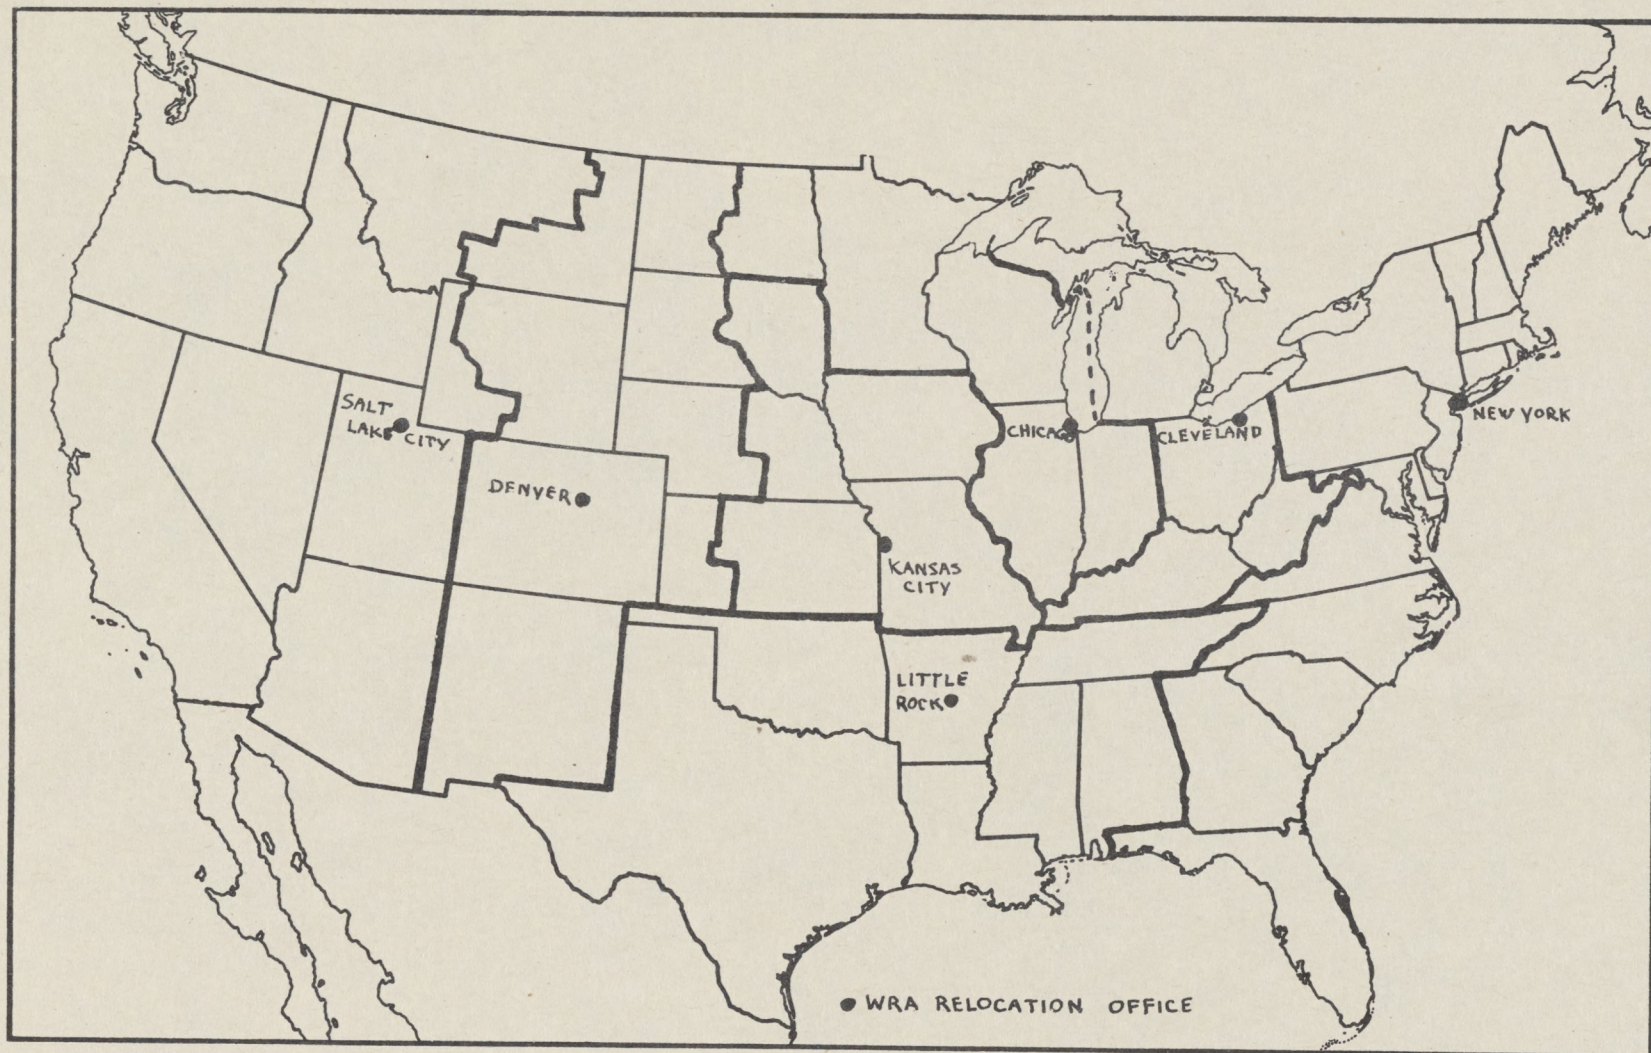 SALT
LAKE CITY
DENVER
CHICAGO
CLEVELAND
NEW YORK
KANSAS
CITY
LITTLE
ROCK
WRA RELOCATION OFFICE